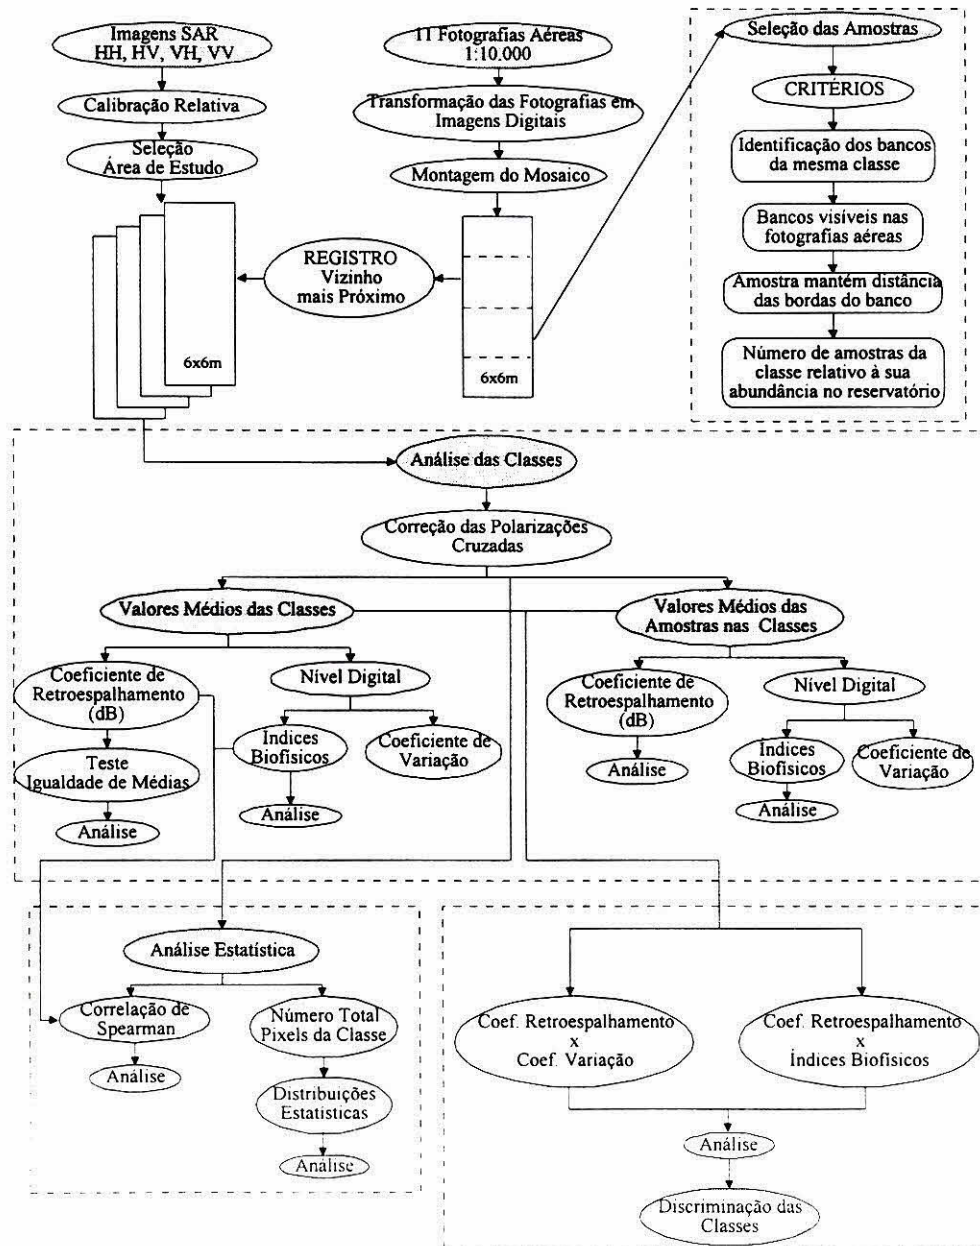 Imagens SAR
HH, HV, VH, VV
Calibração Relativa
Seleção
Área de Estudo
6x6m
11 Fotografias Aéreas
1:10.000
Transformação das Fotografias em
Imagens Digitais
Montagem do Mosaico
REGISTRO
Vizinho
mais Próximo
6x6m
Seleção das Amostras
CRITÉRIOS
Identificação dos bancos
da mesma classe
Bancos visíveis nas
fotografias aéreas
Amostra mantém distância
das bordas do banco
Número de amostras da
classe relativo à sua
abundância no reservatório
Análise das Classes
Correção das Polarizações
Cruzadas
Valores Médios das Classes
Coeficiente de
Retroespalhamento
(dB)
Teste
Igualdade de Médias
Análise
Nível Digital
Índices
Biofísicos
Análise
Coeficiente de
Variação
Valores Médios das
Amostras nas Classes
Coeficiente de
Retroespalhamento
(dB)
Análise
Nível Digital
Índices
Biofísicos
Análise
Coeficiente de
Variação
Análise Estatística
Correlação de
Spearman
Análise
Número Total
Pixels da Classe
Distribuições
Estatísticas
Análise
Coef. Retroespalhamento
x
Coef. Variação
Coef. Retroespalhamento
x
Índices Biofísicos
Análise
Discriminação das
Classes